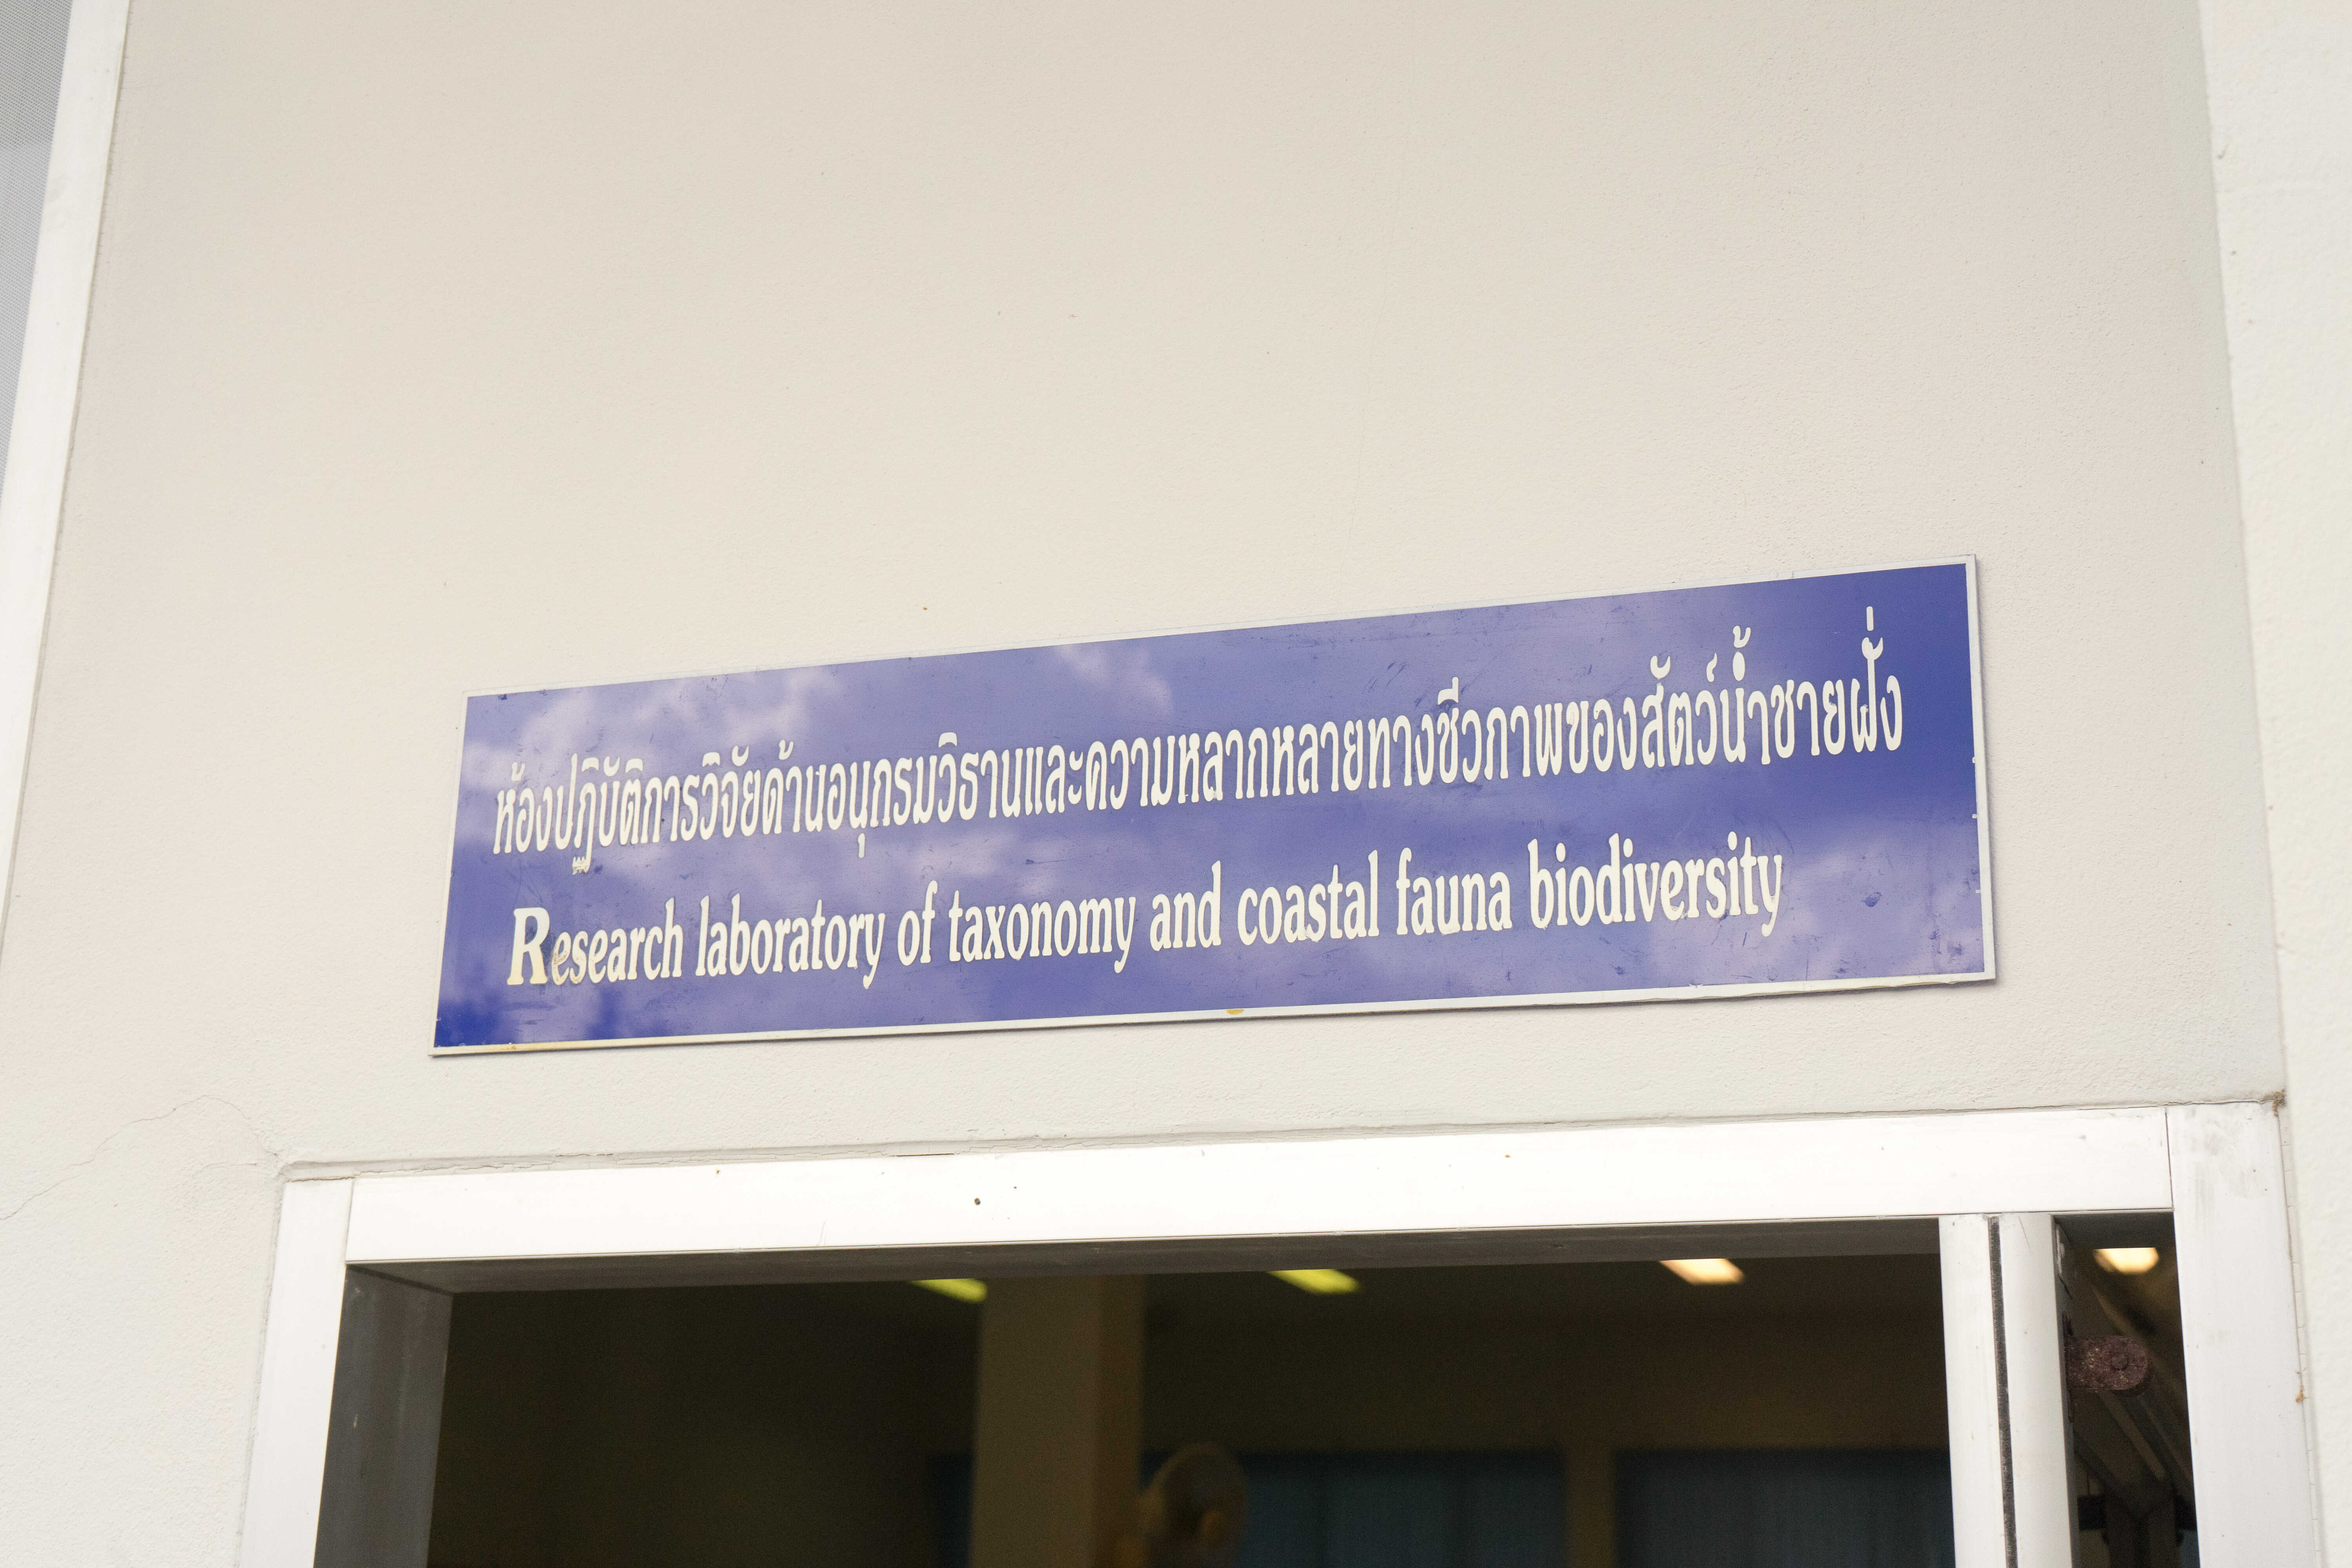 ห้องปฏิบัติการวิจัยด้านอนุกรมวิธานและความหลากหลายทางชีวภาพของสัตว์น้ำชายฝั่ง
Research laboratory of taxonomy and coastal fauna biodiversity